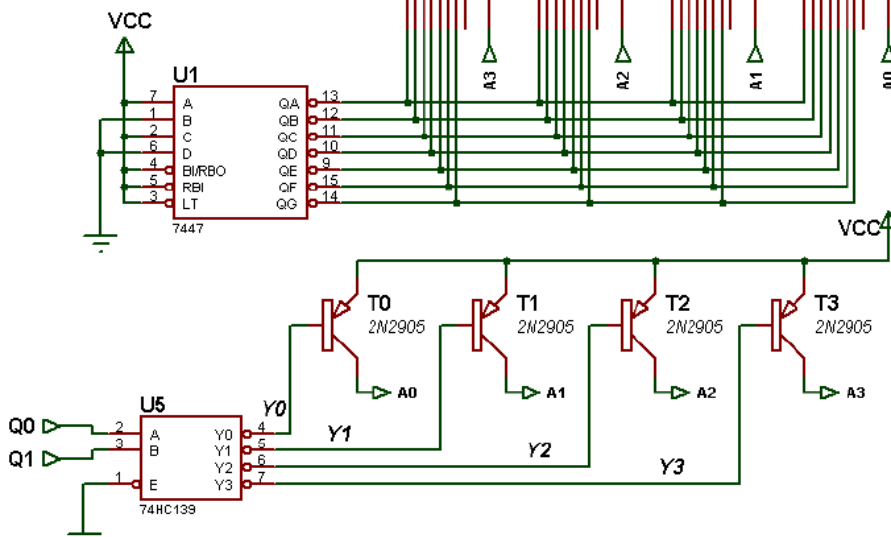 VCC
A3
A2
A1
A0
U1
7 A QA 13
1 B QB 12
2 C QC 11
6 D QD 10
4 BI/RBO QE 9
5 RBI QF 15
3 LT QG 14
7447
VCC
T0
2N2905
T1
2N2905
T2
2N2905
T3
2N2905
A0
A1
A2
A3
U5
Y0
Q0
2 A Y0 4
Y1
Q1
3 B Y1 5
Y2 6
Y2
1 E Y3 7
Y3
74HC139